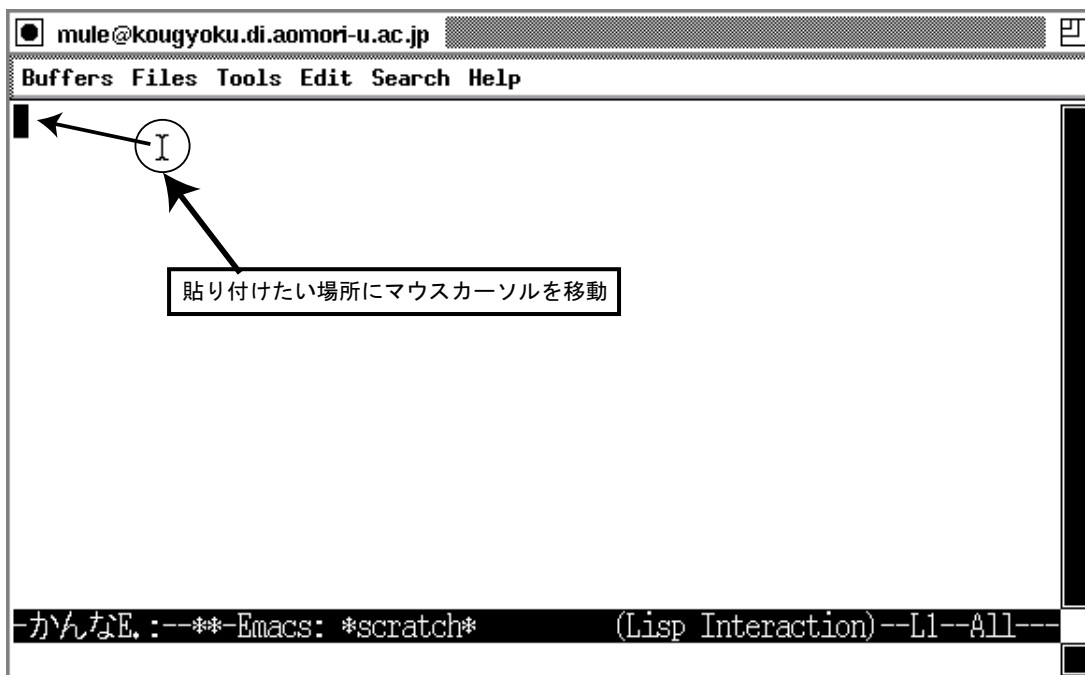 mule@kougyoku.di.aomori-u.ac.jp
Buffers Files Tools Edit Search Help
貼り付けたい場所にマウスカーソルを移動
-かんなE.:--**-Emacs: *scratch* (Lisp Interaction)--L1--All---